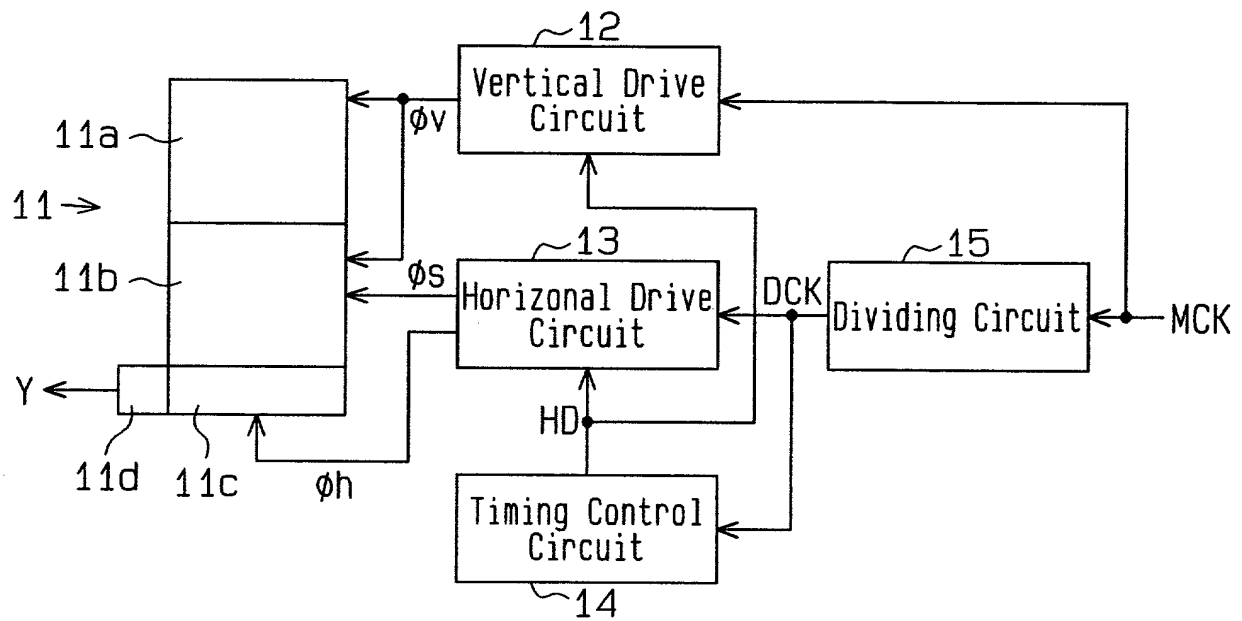 12
Vertical Drive
Circuit
11a
φv
11
13
15
11b
φs
DCK
Horizonal Drive
Circuit
Dividing Circuit
MCK
Y
HD
11d
11c
φh
Timing Control
Circuit
14